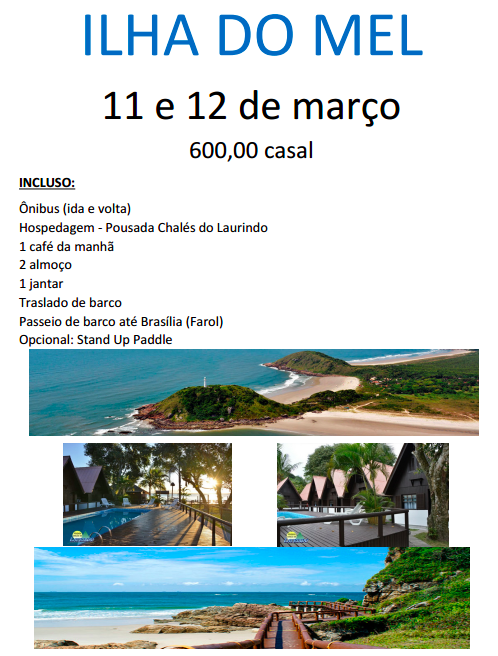 ILHA DO MEL
11 e 12 de março
600,00 casal
INCLUSO:
Ônibus (ida e volta)
Hospedagem - Pousada Chalés do Laurindo
1 café da manhã
2 almoço
1 jantar
Traslado de barco
Passeio de barco até Brasília (Farol)
Opcional: Stand Up Paddle